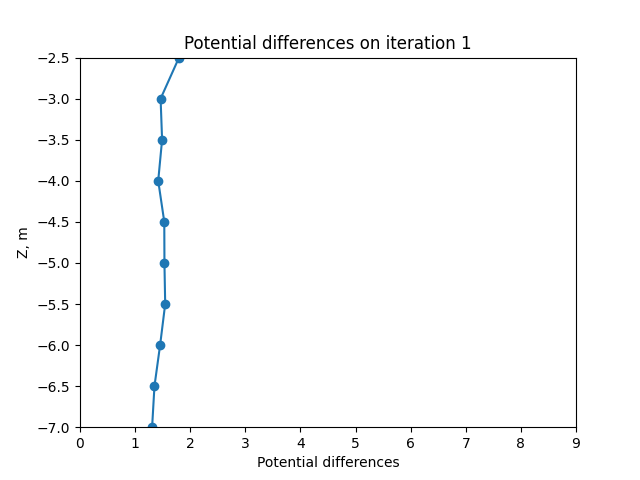 Potential differences on iteration 1
−2.5
−3.0
−3.5
−4.0
−4.5
−5.0
−5.5
−6.0
−6.5
−7.0
Z, m
0 1 2 3 4 5 6 7 8 9
Potential differences